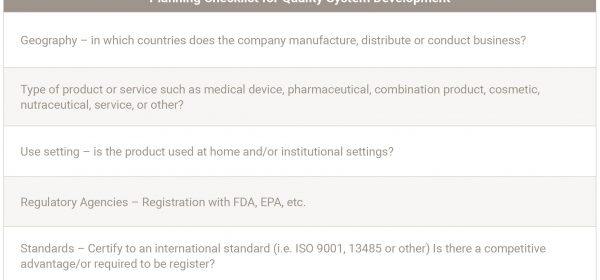 Planning Checklist for Quality System Development
Geography – in which countries does the company manufacture, distribute or conduct business?
Type of product or service such as medical device, pharmaceutical, combination product, cosmetic,
nutraceutical, service, or other?
Use setting – is the product used at home and/or institutional settings?
Regulatory Agencies – Registration with FDA, EPA, etc.
Standards – Certify to an international standard (i.e. ISO 9001, 13485 or other) Is there a competitive
advantage/or required to be register?